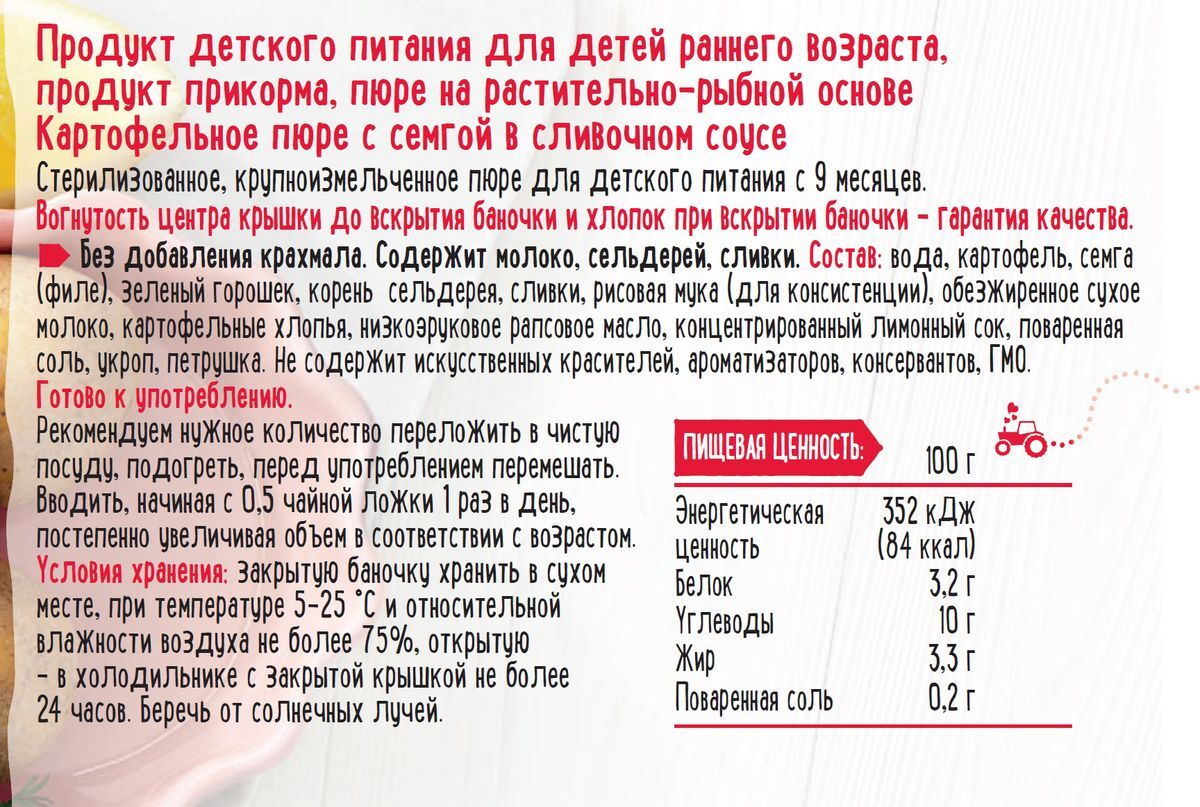 Продукт детского питания для детей раннего возраста,
продукт прикорма, пюре на растительно-рыбной основе
Картофельное пюре с семгой в сливочном соусе
Стерилизованное, крупноизмельченное пюре для детского питания с 9 месяцев.
Вогнутость центра крышки до вскрытия баночки и хлопок при вскрытии баночки - гарантия качества.
Без добавления крахмала. Содержит молоко, сельдерей, сливки. Состав: вода, картофель, семга
(филе), зеленый горошек, корень сельдерея, сливки, рисовая мука (для консистенции), обезжиренное сухое
молоко, картофельные хлопья, низкоэруковое рапсовое масло, концентрированный лимонный сок, поваренная
соль, укроп, петрушка. Не содержит искусственных красителей, ароматизаторов, консервантов, ГМО.
Готово к употреблению.
Рекомендуем нужное количество переложить в чистую
посуду, подогреть, перед употреблением перемешать.
Вводить, начиная с 0,5 чайной ложки 1 раз в день,
постепенно увеличивая объем в соответствии с возрастом.
Условия хранения: закрытую баночку хранить в сухом
месте, при температуре 5-25 °C и относительной
влажности воздуха не более 75%, открытую
- в холодильнике с закрытой крышкой не более
24 часов. Беречь от солнечных лучей.
ПИЩЕВАЯ ЦЕННОСТЬ: 100 г
Энергетическая 352 кДж
ценность (84 ккал)
Белок 3,2 г
Углеводы 10 г
Жир 3,3 г
Поваренная соль 0,2 г